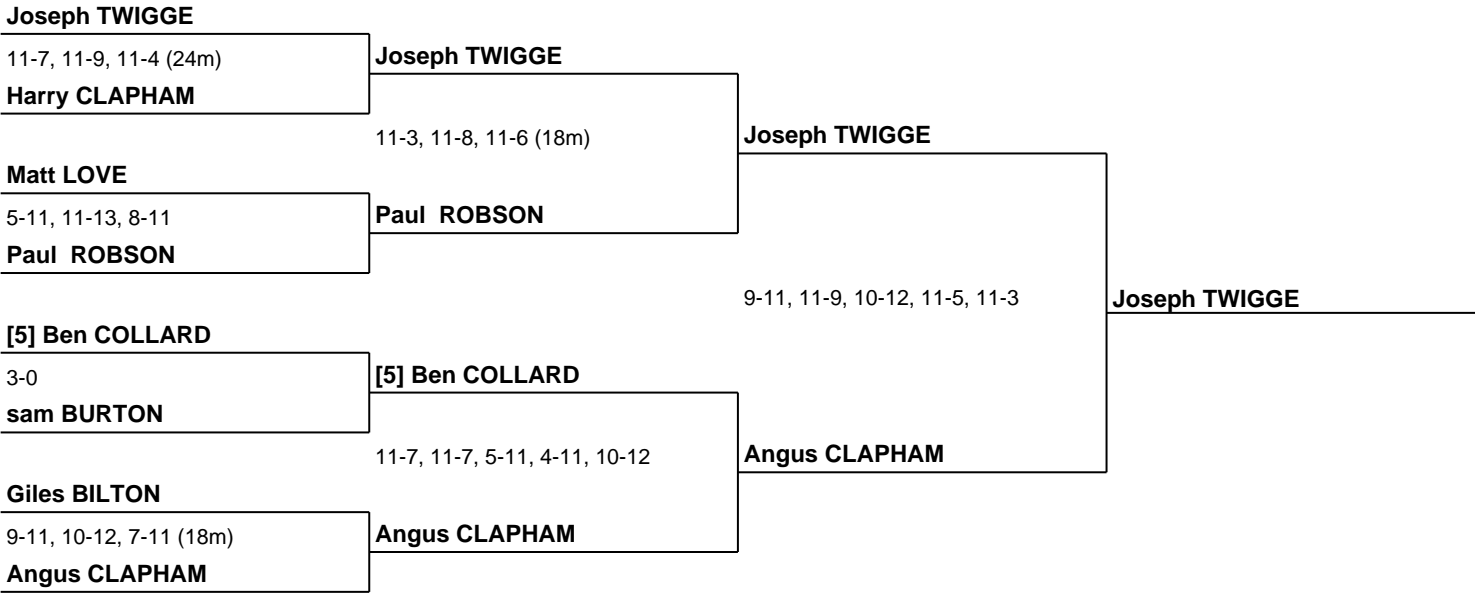 Joseph TWIGGE
11-7, 11-9, 11-4 (24m)
Harry CLAPHAM
Matt LOVE
5-11, 11-13, 8-11
Paul  ROBSON
[5] Ben COLLARD
3-0
sam BURTON
Giles BILTON
9-11, 10-12, 7-11 (18m)
Angus CLAPHAM
Joseph TWIGGE
11-3, 11-8, 11-6 (18m)
Paul  ROBSON
[5] Ben COLLARD
11-7, 11-7, 5-11, 4-11, 10-12
Angus CLAPHAM
Joseph TWIGGE
9-11, 11-9, 10-12, 11-5, 11-3
Angus CLAPHAM
Joseph TWIGGE